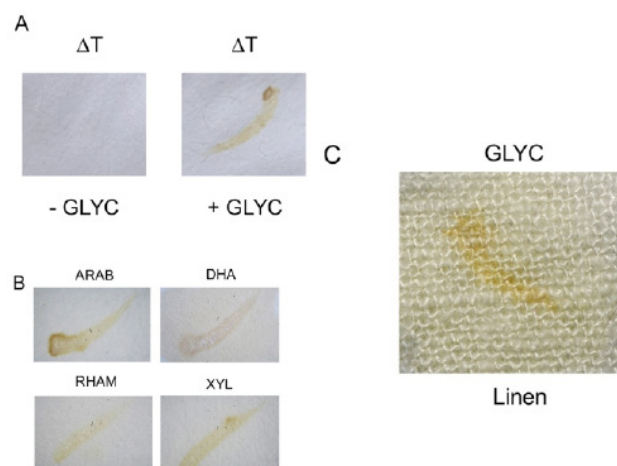 A
ΔT
ΔT
- GLYC
+ GLYC
B
ARAB
DHA
RHAM
XYL
C
GLYC
Linen